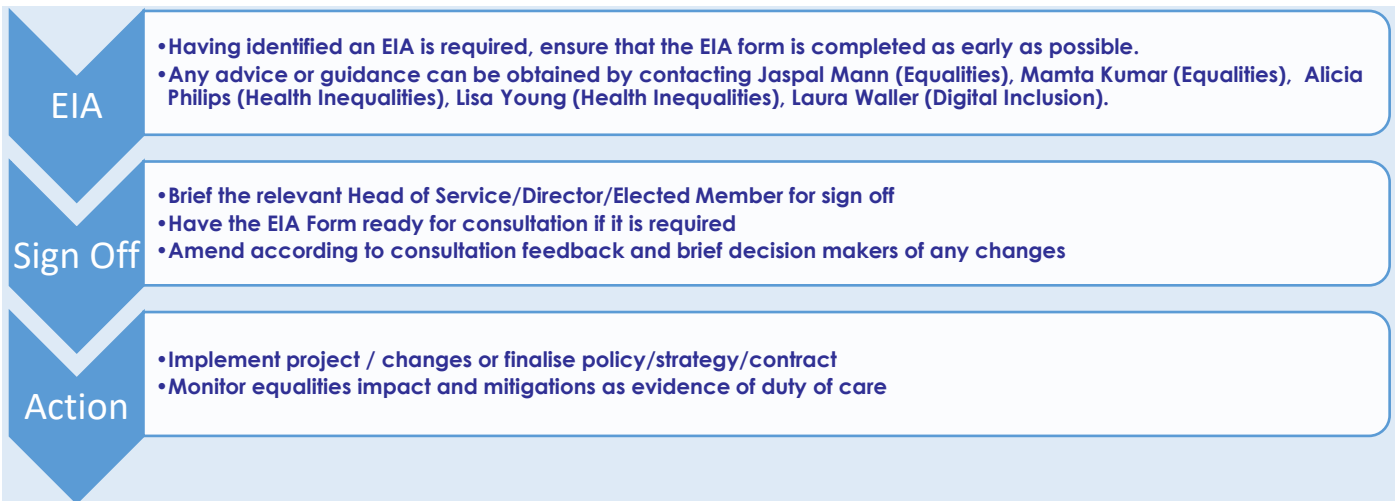 EIA
•Having identified an EIA is required, ensure that the EIA form is completed as early as possible.
•Any advice or guidance can be obtained by contacting Jaspal Mann (Equalities), Mamta Kumar (Equalities),  Alicia
Philips (Health Inequalities), Lisa Young (Health Inequalities), Laura Waller (Digital Inclusion).
Sign Off
•Brief the relevant Head of Service/Director/Elected Member for sign off
•Have the EIA Form ready for consultation if it is required
•Amend according to consultation feedback and brief decision makers of any changes
Action
•Implement project / changes or finalise policy/strategy/contract
•Monitor equalities impact and mitigations as evidence of duty of care